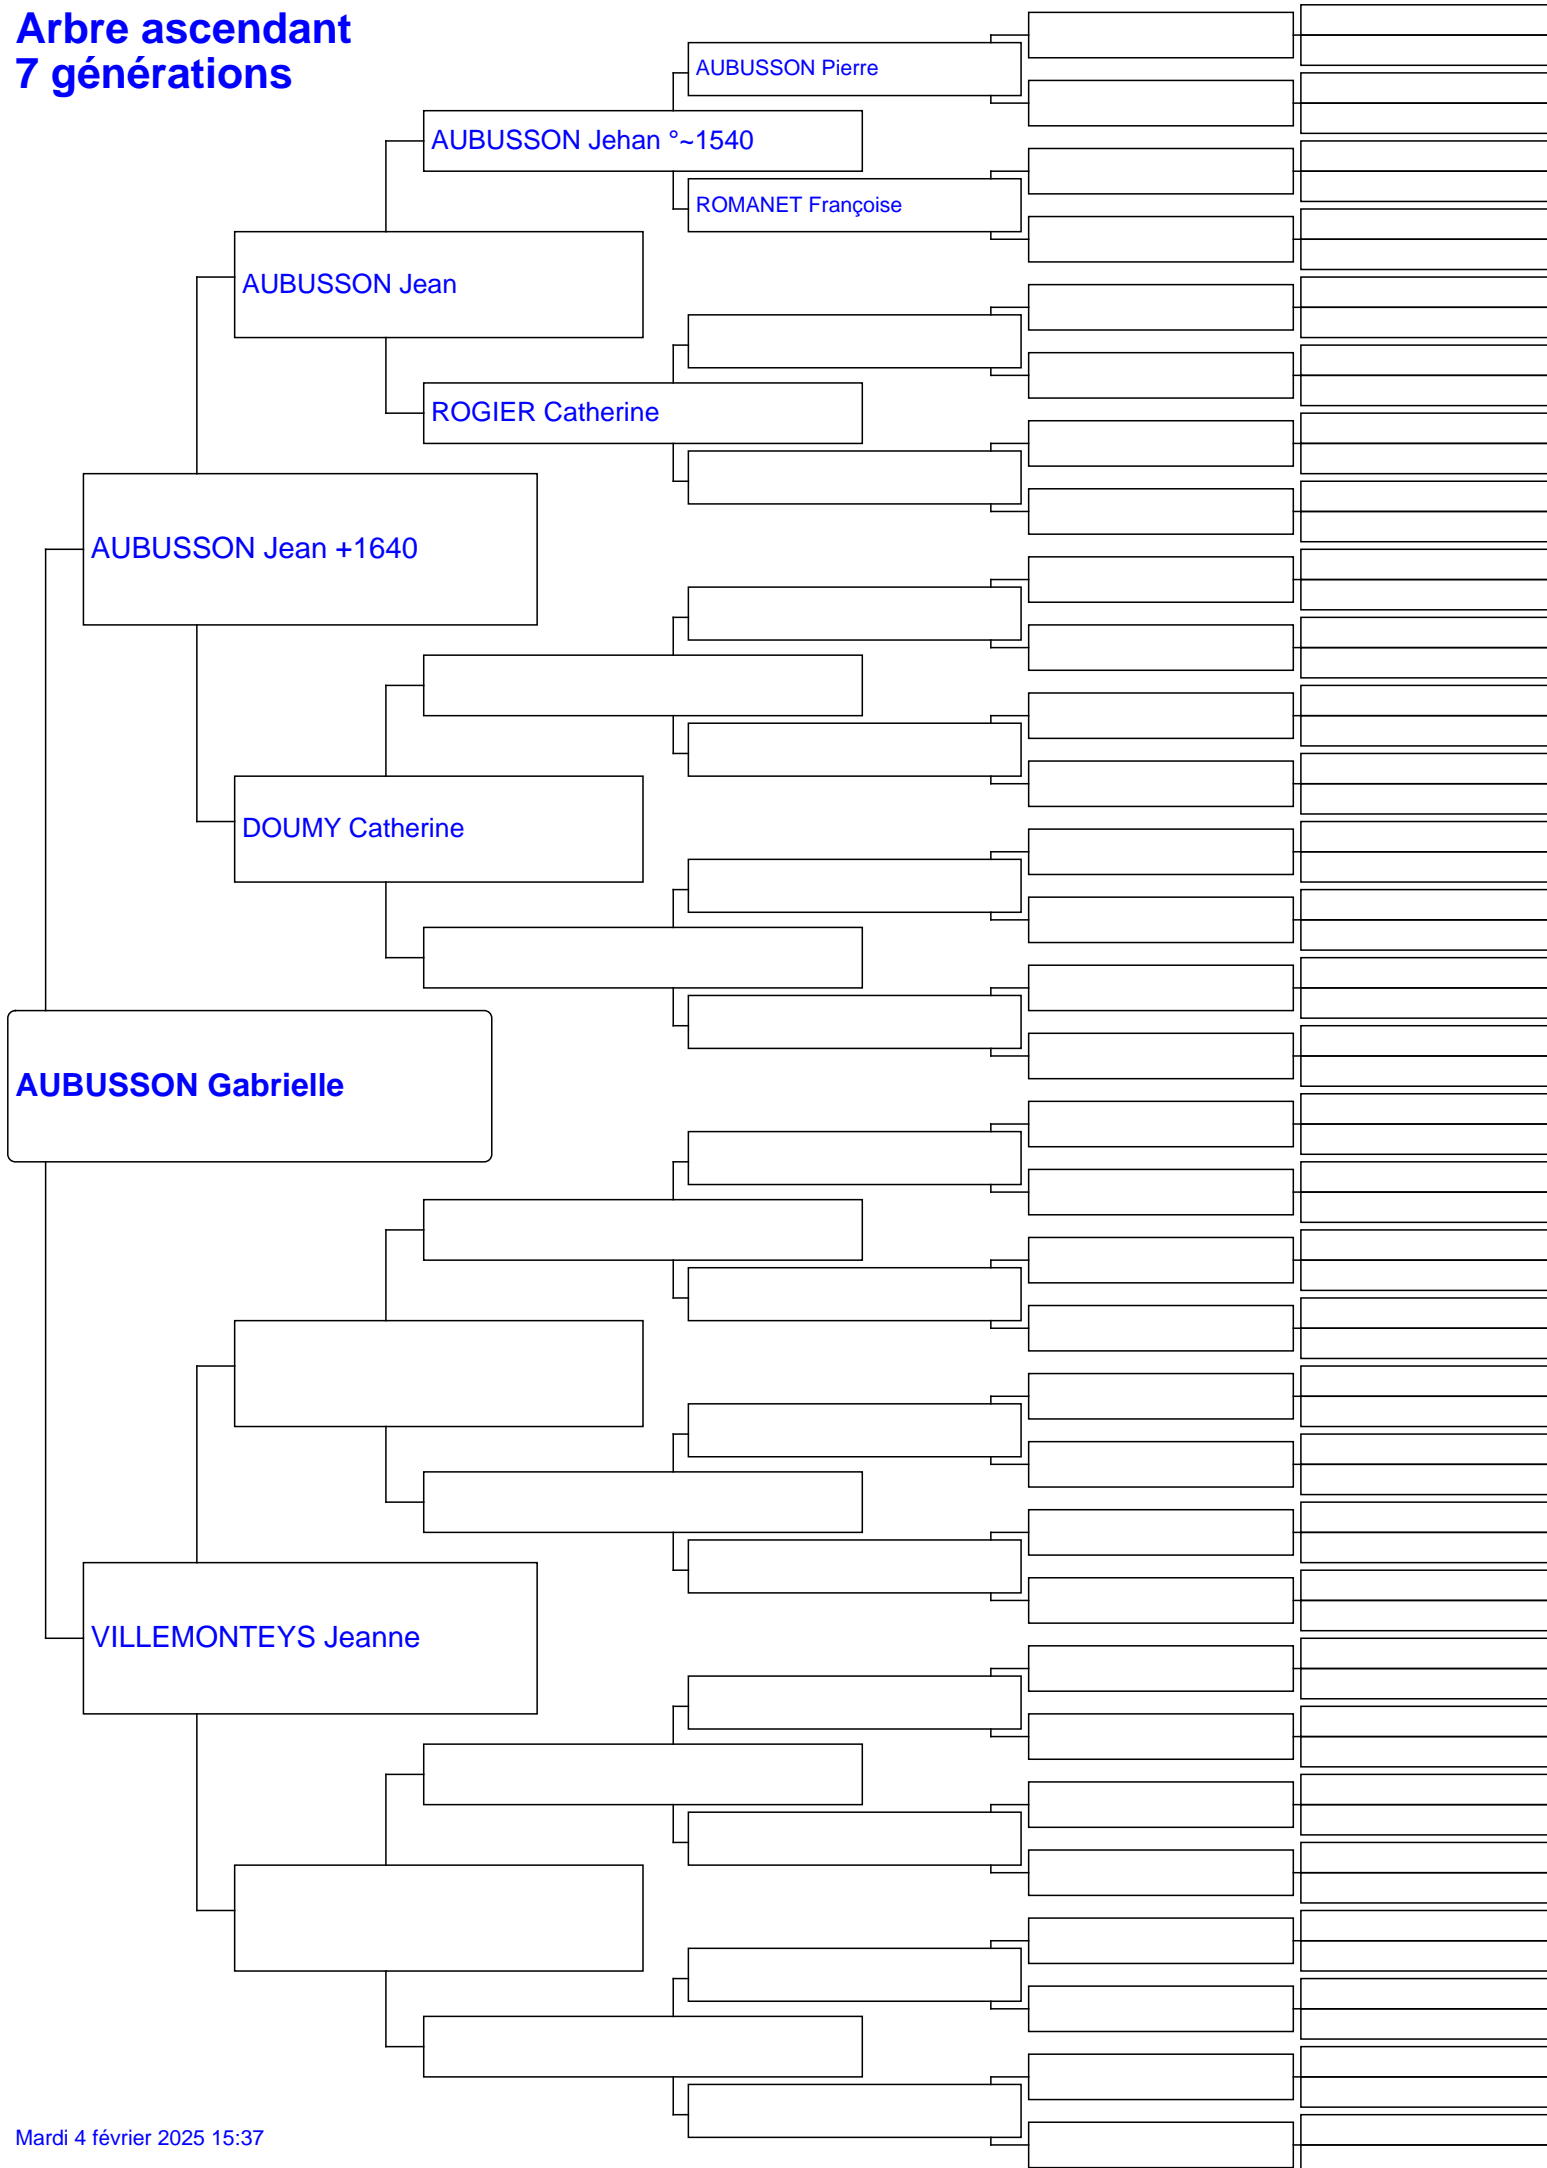 Arbre ascendant
7 générations
AUBUSSON Pierre
AUBUSSON Jehan °~1540
ROMANET Françoise
AUBUSSON Jean
ROGIER Catherine
AUBUSSON Jean +1640
DOUMY Catherine
AUBUSSON Gabrielle
VILLEMONTEYS Jeanne
Mardi 4 février 2025 15:37